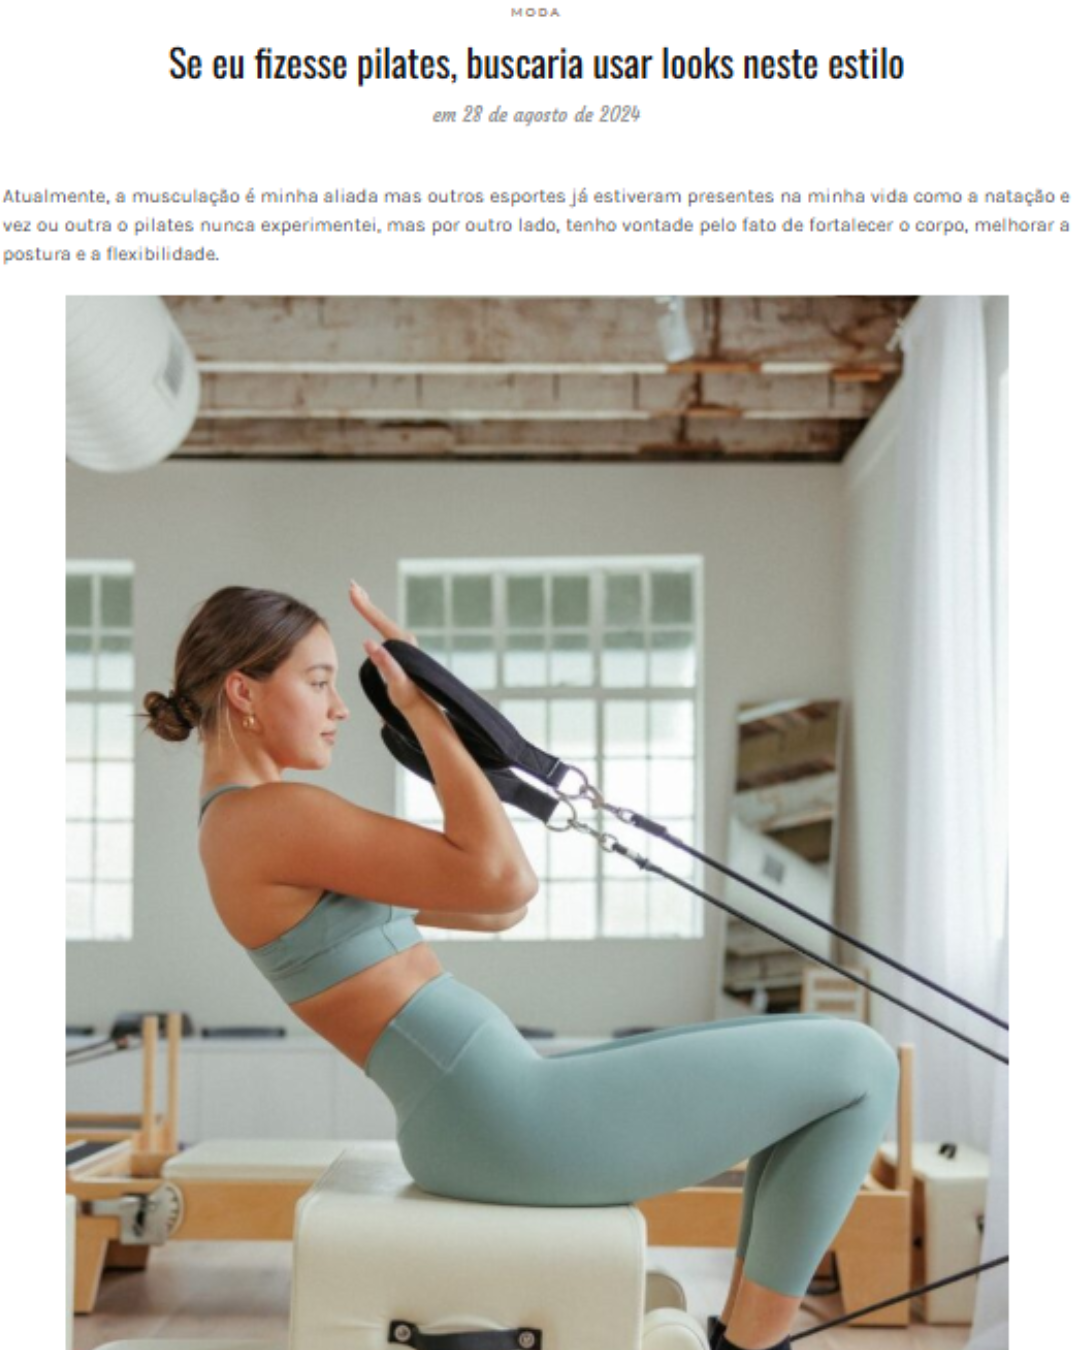 MODA
Se eu fizesse pilates, buscaria usar looks neste estilo
em 28 de agosto de 2024
Atualmente, a musculação é minha aliada mas outros esportes já estiveram presentes na minha vida como a natação e
vez ou outra o pilates nunca experimentei, mas por outro lado, tenho vontade pelo fato de fortalecer o corpo, melhorar a
postura e a flexibilidade.